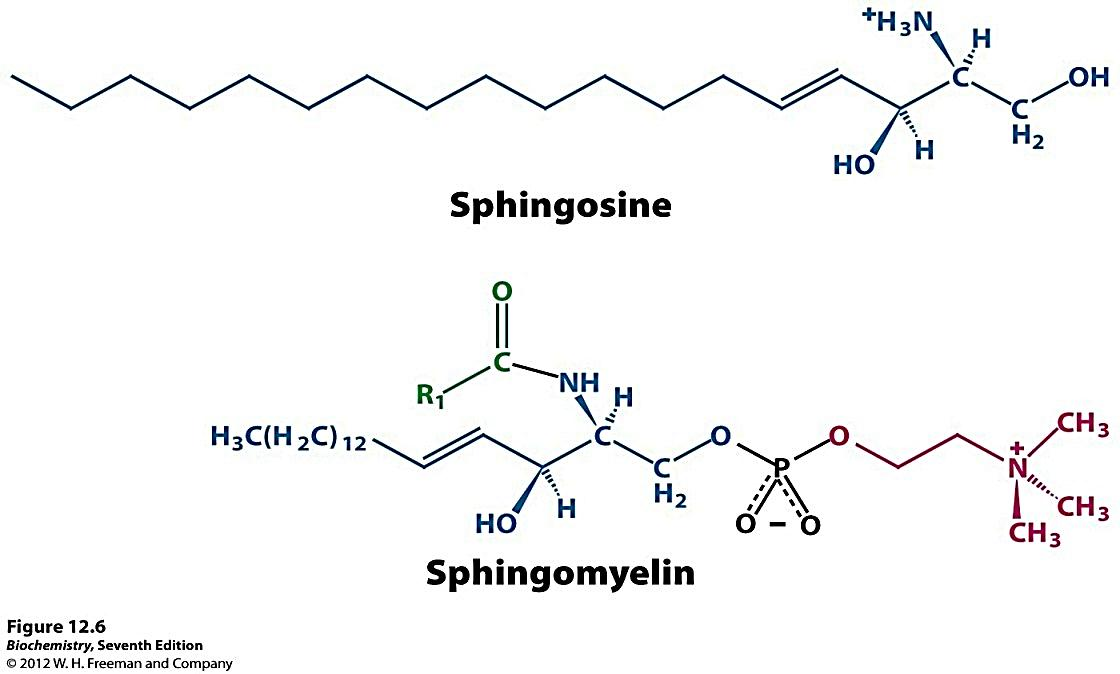 ⁺H₃N
H
OH
C
C
H₂
HO
H
Sphingosine
O
C
R₁
NH
H
H₃C(H₂C)₁₂
C
O
O
CH₃
P
+
N
C
H₂
HO
H
O
–
O
CH₃
CH₃
Sphingomyelin
Figure 12.6
Biochemistry, Seventh Edition
© 2012 W. H. Freeman and Company